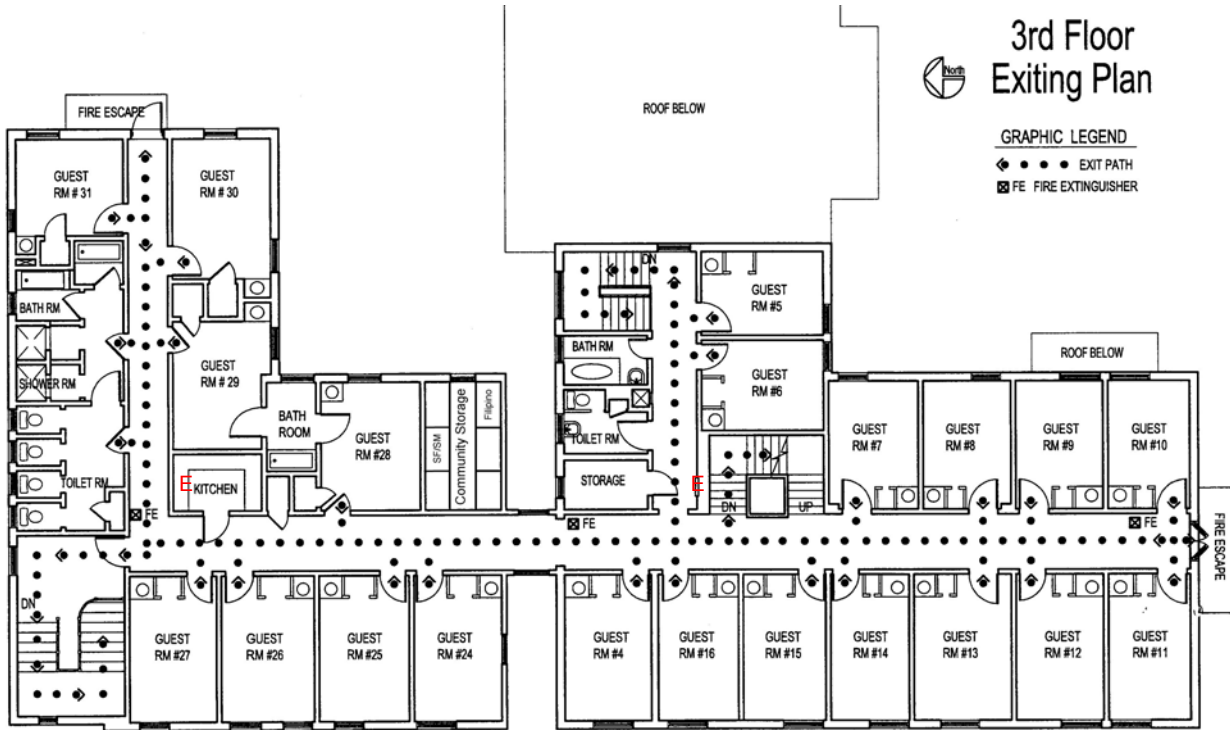 3rd Floor
Exiting Plan
North
GRAPHIC LEGEND
EXIT PATH
FE FIRE EXTINGUISHER
FIRE ESCAPE
ROOF BELOW
GUEST
RM # 31
GUEST
RM # 30
BATH RM
SHOWER RM
TOILET RM
GUEST
RM # 29
BATH
ROOM
GUEST
RM #28
SF/SM
Community Storage
Filipino
E
KITCHEN
FE
DN
DN
BATH RM
TOILET RM
STORAGE
GUEST
RM #5
GUEST
RM #6
E
DN
UP
FE
ROOF BELOW
GUEST
RM #7
GUEST
RM #8
GUEST
RM #9
GUEST
RM #10
FE
FIRE ESCAPE
GUEST
RM #27
GUEST
RM #26
GUEST
RM #25
GUEST
RM #24
GUEST
RM #4
GUEST
RM #16
GUEST
RM #15
GUEST
RM #14
GUEST
RM #13
GUEST
RM #12
GUEST
RM #11